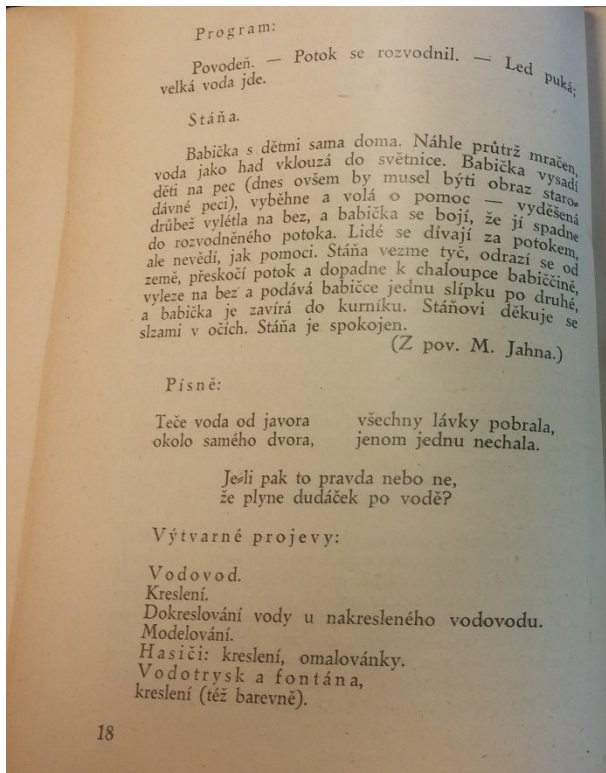 Program:
Povodeň. — Potok se rozvodnil. — Led puká;
velká voda jde.
Stáňa.
Babička s dětmi sama doma. Náhle průtrž mračen,
voda jako had vklouzá do světnice. Babička vysadí
děti na pec (dnes ovšem by musel býti obraz staro-
dávné peci), vyběhne a volá o pomoc — vyděšená
drůbež vylétla na bez, a babička se bojí, že jí spadne
do rozvodněného potoka. Lidé se dívají za potokem,
ale nevědí, jak pomoci. Stáňa vezme tyč, odrazí se od
země, přeskočí potok a dopadne k chaloupce babiččině,
vyleze na bez a podává babičce jednu slípku po druhé,
a babička je zavírá do kurníku. Stáňovi děkuje se
slzami v očích. Stáňa je spokojen.
(Z pov. M. Jahna.)
Písně:
Teče voda od javora všechny lávky pobrala,
okolo samého dvora, jenom jednu nechala.
Je-li pak to pravda nebo ne,
že plyne dudáček po vodě?
Výtvarné projevy:
Vodovod.
Kreslení.
Dokreslování vody u nakresleného vodovodu.
Modelování.
Hasiči: kreslení, omalovánky.
Vodotrysk a fontána,
kreslení (též barevně).
18